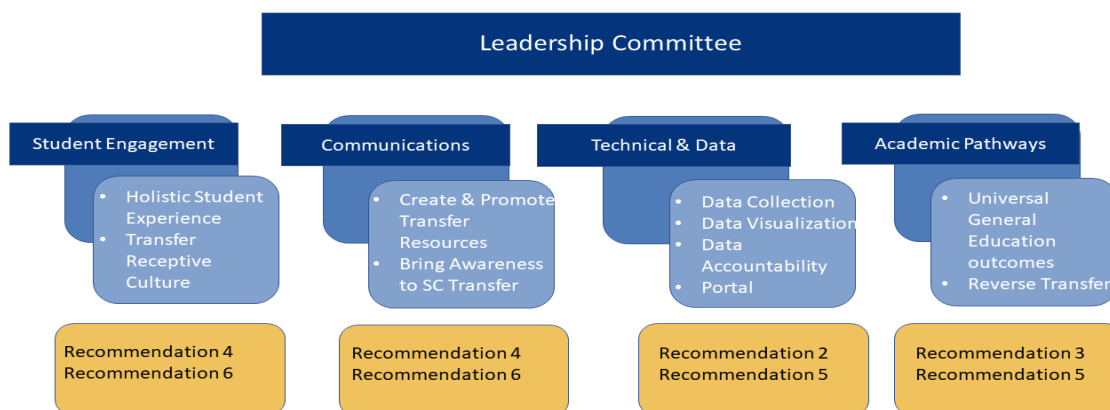 Leadership Committee
Student Engagement
Communications
Technical & Data
Academic Pathways
• Holistic Student
Experience
• Transfer
Receptive
Culture
• Create & Promote
Transfer
Resources
• Bring Awareness
to SC Transfer
• Data Collection
• Data Visualization
• Data
Accountability
• Portal
• Universal
General
Education
outcomes
• Reverse Transfer
Recommendation 4
Recommendation 6
Recommendation 4
Recommendation 6
Recommendation 2
Recommendation 5
Recommendation 3
Recommendation 5